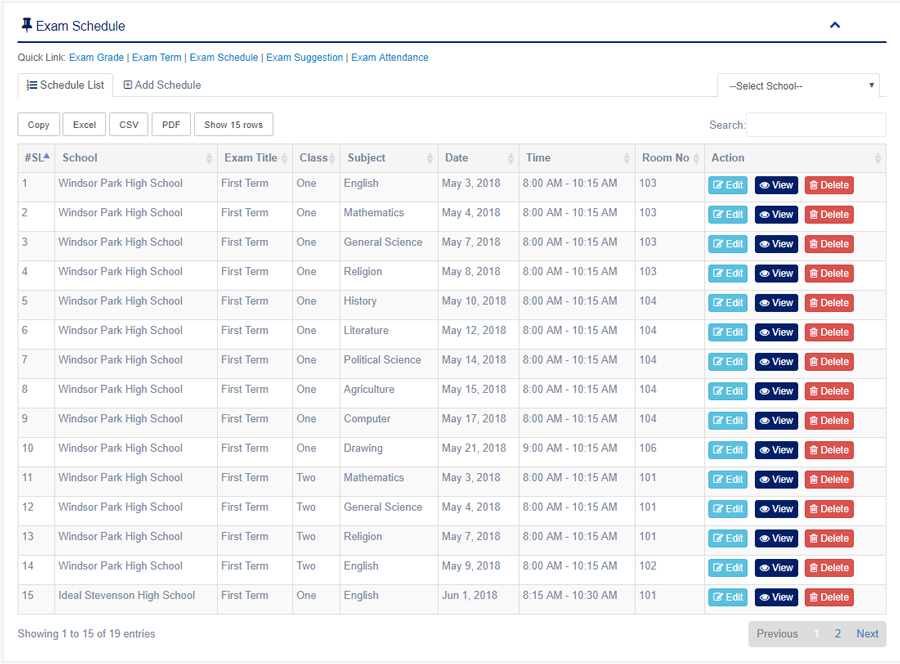 Exam Schedule
Quick Link: Exam Grade | Exam Term | Exam Schedule | Exam Suggestion | Exam Attendance
Schedule List Add Schedule --Select School--
Copy Excel CSV PDF Show 15 rows Search:
#SL School Exam Title Class Subject Date Time Room No Action
1 Windsor Park High School First Term One English May 3, 2018 8:00 AM - 10:15 AM 103 Edit View Delete
2 Windsor Park High School First Term One Mathematics May 4, 2018 8:00 AM - 10:15 AM 103 Edit View Delete
3 Windsor Park High School First Term One General Science May 7, 2018 8:00 AM - 10:15 AM 103 Edit View Delete
4 Windsor Park High School First Term One Religion May 8, 2018 8:00 AM - 10:15 AM 103 Edit View Delete
5 Windsor Park High School First Term One History May 10, 2018 8:00 AM - 10:15 AM 104 Edit View Delete
6 Windsor Park High School First Term One Literature May 12, 2018 8:00 AM - 10:15 AM 104 Edit View Delete
7 Windsor Park High School First Term One Political Science May 14, 2018 8:00 AM - 10:15 AM 104 Edit View Delete
8 Windsor Park High School First Term One Agriculture May 15, 2018 8:00 AM - 10:15 AM 104 Edit View Delete
9 Windsor Park High School First Term One Computer May 17, 2018 8:00 AM - 10:15 AM 104 Edit View Delete
10 Windsor Park High School First Term One Drawing May 21, 2018 9:00 AM - 10:15 AM 106 Edit View Delete
11 Windsor Park High School First Term Two Mathematics May 3, 2018 8:00 AM - 10:15 AM 101 Edit View Delete
12 Windsor Park High School First Term Two General Science May 4, 2018 8:00 AM - 10:15 AM 101 Edit View Delete
13 Windsor Park High School First Term Two Religion May 7, 2018 8:00 AM - 10:15 AM 101 Edit View Delete
14 Windsor Park High School First Term Two English May 9, 2018 8:00 AM - 10:15 AM 102 Edit View Delete
15 Ideal Stevenson High School First Term One English Jun 1, 2018 8:15 AM - 10:30 AM 101 Edit View Delete
Showing 1 to 15 of 19 entries Previous 1 2 Next